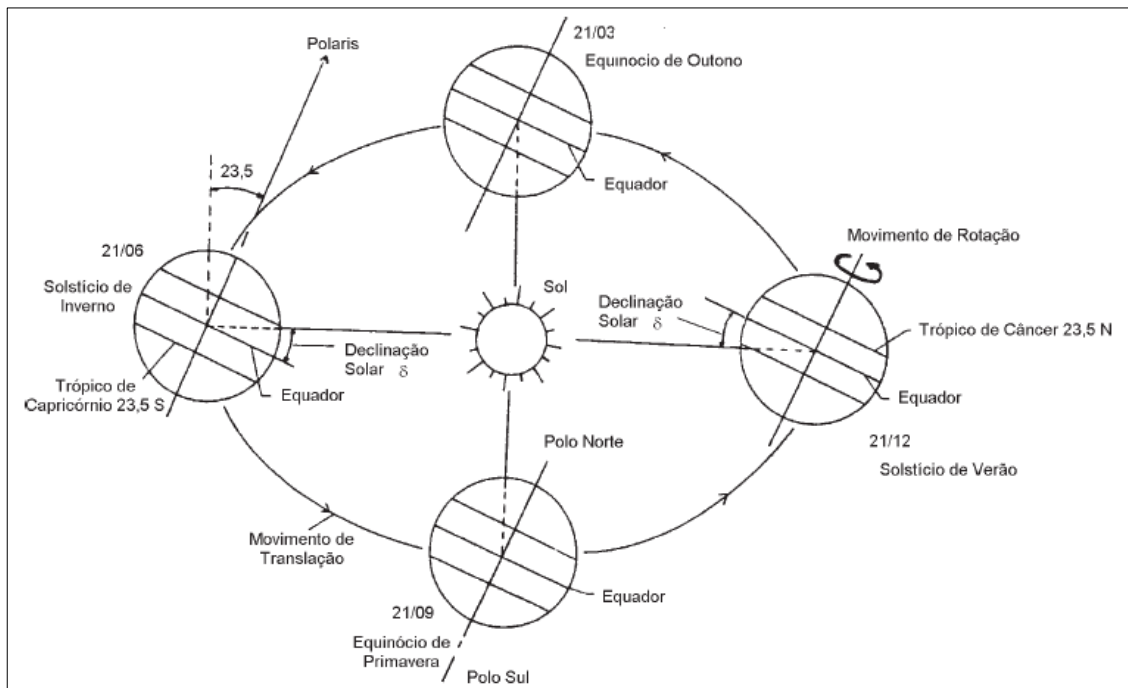 21/03
Equinocio de Outono
Polaris
23,5
Equador
Movimento de Rotação
21/06
Solstício de
Inverno
Sol
Declinação
Solar δ
Declinação
Solar δ
Trópico de Câncer 23,5 N
Trópico de
Capricórnio 23,5 S
Equador
Equador
21/12
Solstício de Verão
Polo Norte
Movimento de
Translação
Equador
21/09
Equinócio de
Primavera
Polo Sul